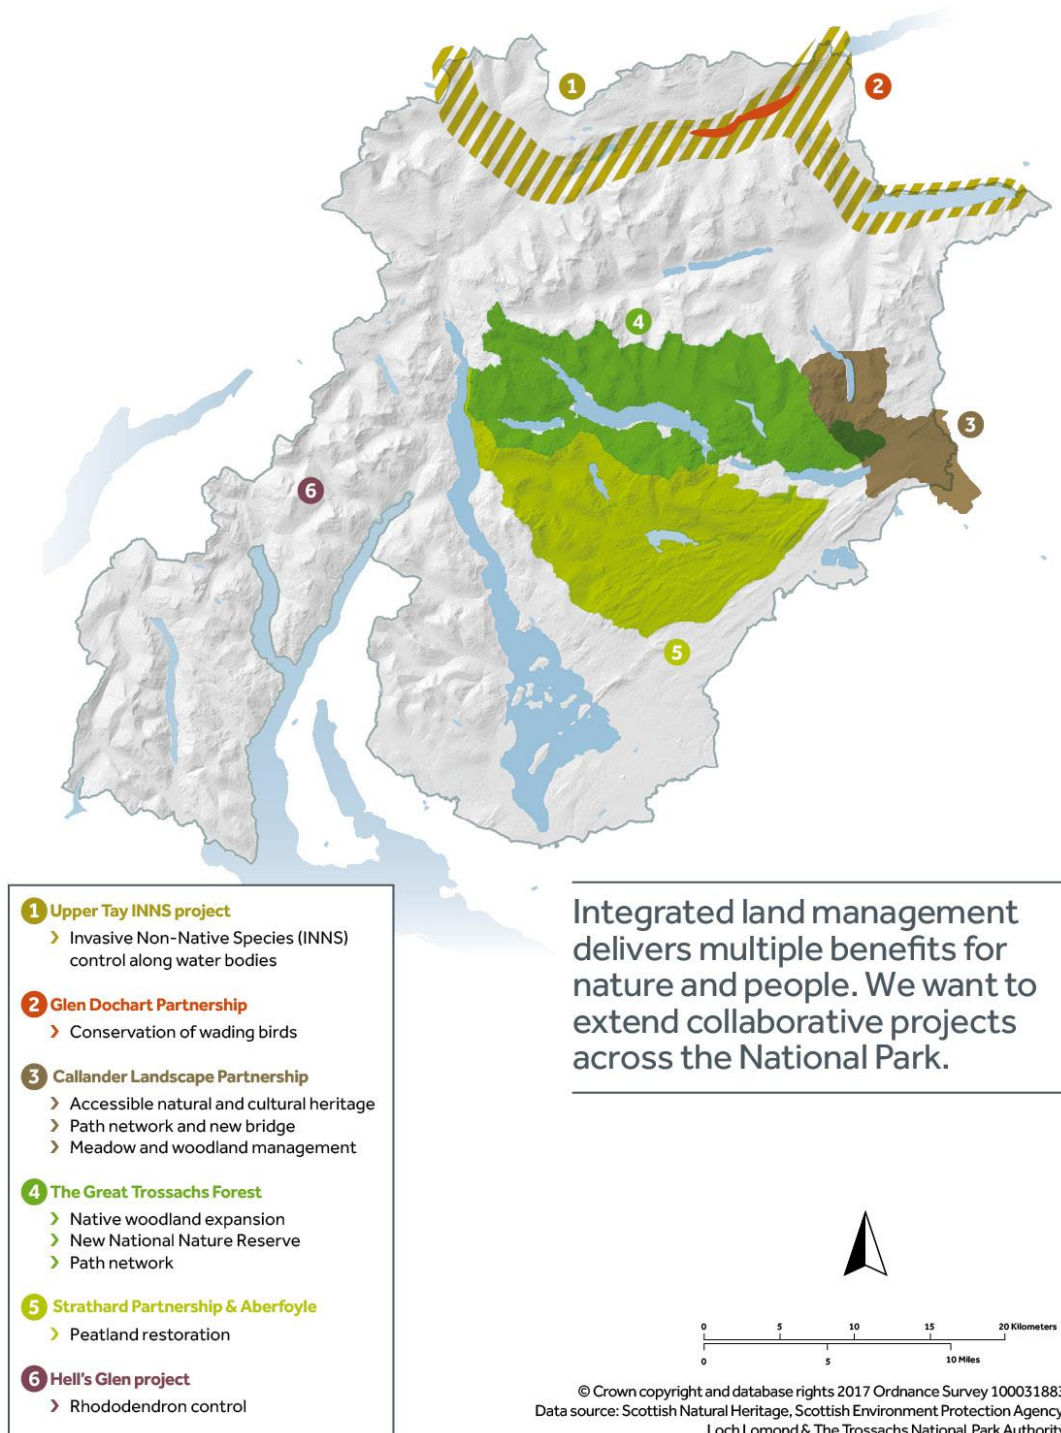 1
2
4
3
6
5
1 Upper Tay INNS project
› Invasive Non-Native Species (INNS)
control along water bodies
2 Glen Dochart Partnership
› Conservation of wading birds
3 Callander Landscape Partnership
› Accessible natural and cultural heritage
› Path network and new bridge
› Meadow and woodland management
4 The Great Trossachs Forest
› Native woodland expansion
› New National Nature Reserve
› Path network
5 Strathard Partnership & Aberfoyle
› Peatland restoration
6 Hell's Glen project
› Rhododendron control
Integrated land management
delivers multiple benefits for
nature and people. We want to
extend collaborative projects
across the National Park.
0 5 10 15 20 Kilometers
0 5 10 Miles
© Crown copyright and database rights 2017 Ordnance Survey 100031883
Data source: Scottish Natural Heritage, Scottish Environment Protection Agency
Loch Lomond & The Trossachs National Park Authority